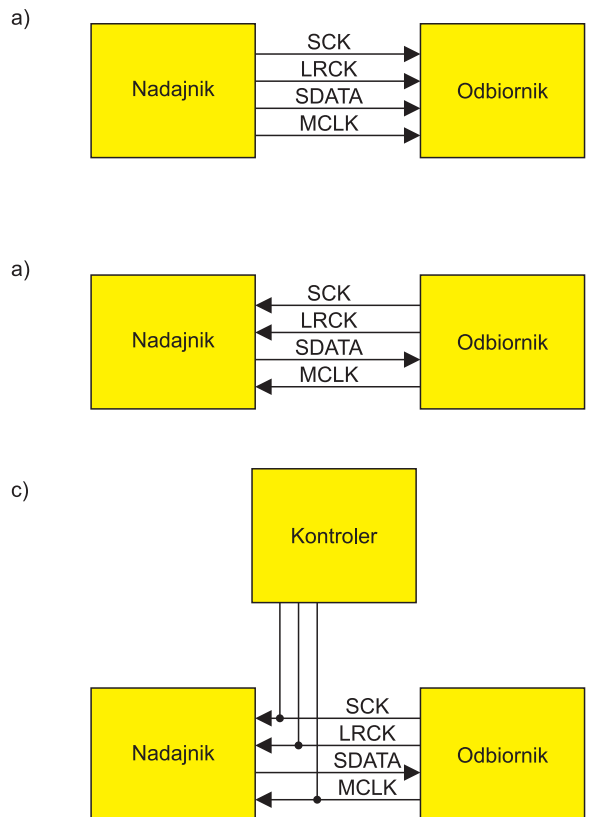 a)
Nadajnik
SCK
LRCK
SDATA
MCLK
Odbiornik
a)
Nadajnik
SCK
LRCK
SDATA
MCLK
Odbiornik
c)
Kontroler
Nadajnik
SCK
LRCK
SDATA
MCLK
Odbiornik